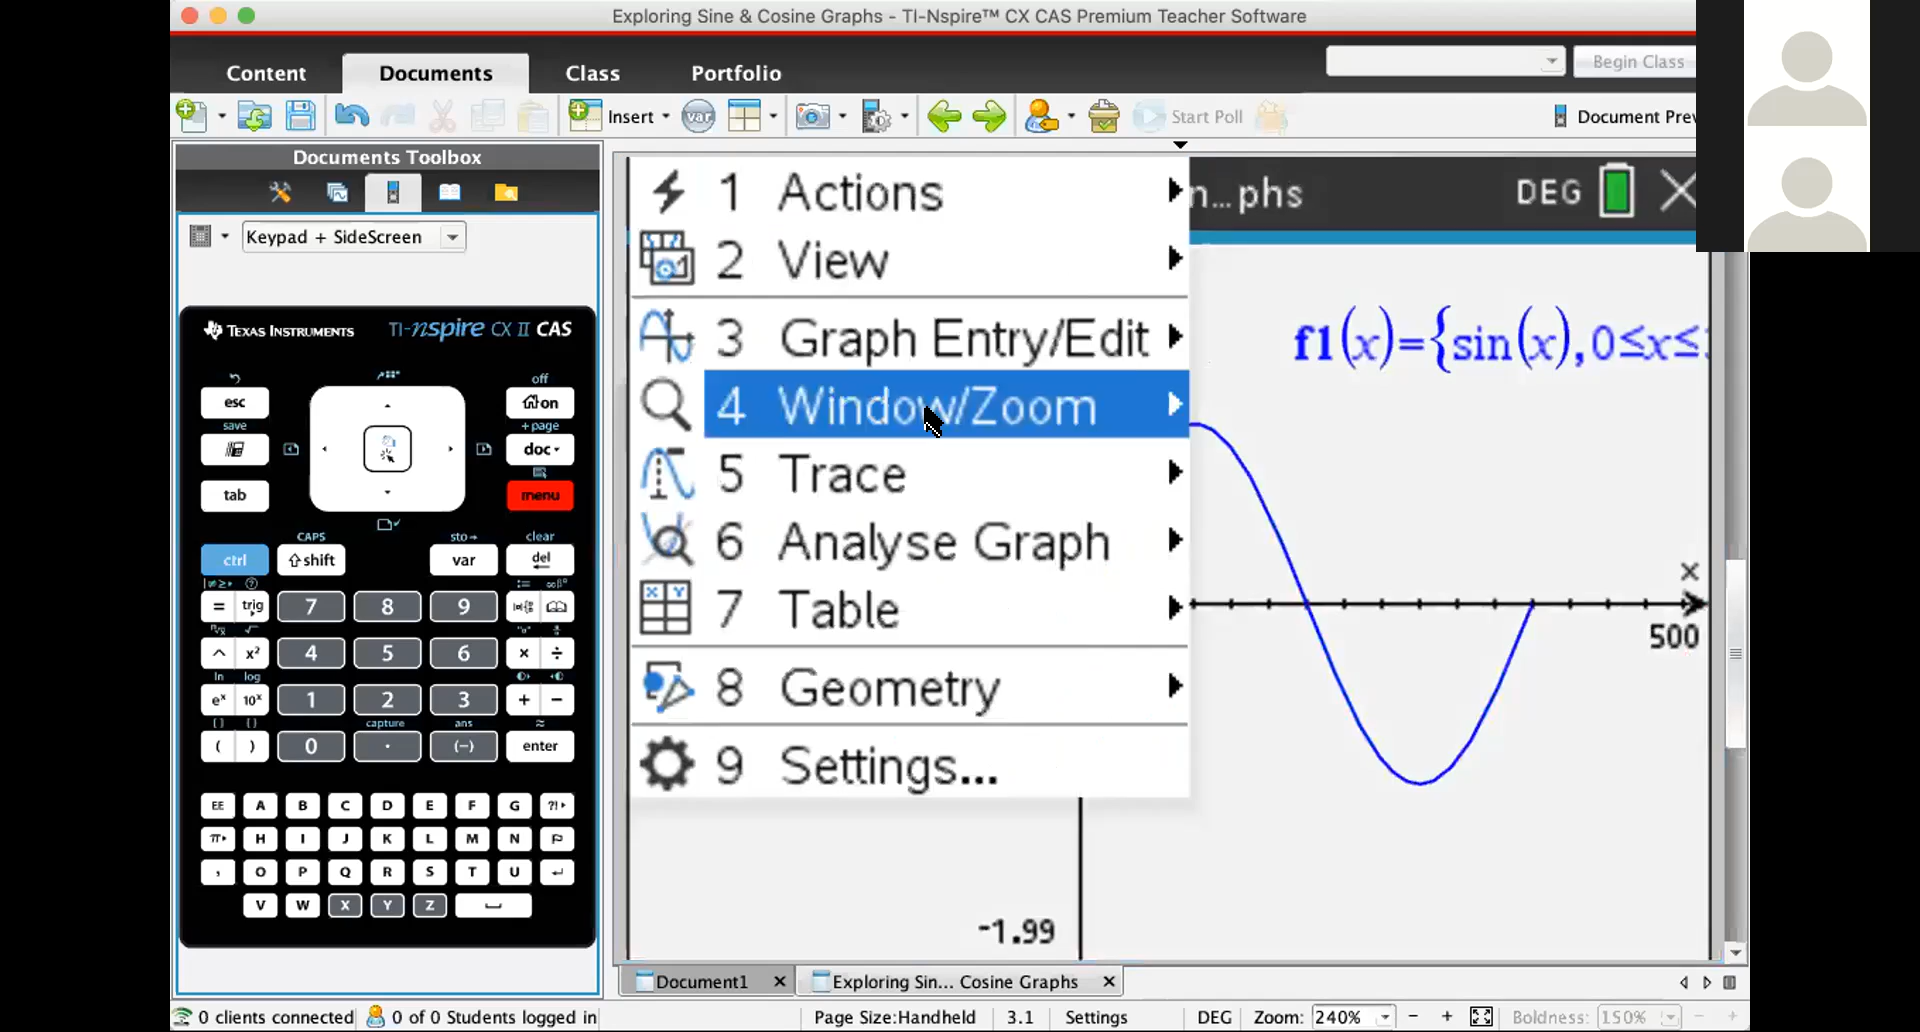 Exploring Sine & Cosine Graphs - TI-Nspire™ CX CAS Premium Teacher Software
Content Documents Class Portfolio
Begin Class
Insert
var
Start Poll
Document Prev
Documents Toolbox
Keypad + SideScreen
TEXAS INSTRUMENTS TI-nspire CX II CAS
off
esc
on
save
+ page
doc
tab
menu
CAPS sto→ clear
ctrl shift var del
= trig 7 8 9
^ x² 4 5 6 × ÷
ln log
eˣ 10ˣ 1 2 3 + −
{ } [ ] capture ans ≈
( ) 0 . (−) enter
EE A B C D E F G ?!▸
π▸ H I J K L M N
, O P Q R S T U
V W X Y Z
1 Actions
2 View
3 Graph Entry/Edit
4 Window/Zoom
5 Trace
6 Analyse Graph
7 Table
8 Geometry
9 Settings...
n...phs DEG
f1(x)={sin(x),0≤x≤
x
500
-1.99
Document1
Exploring Sin... Cosine Graphs
0 clients connected 0 of 0 Students logged in Page Size:Handheld 3.1 Settings DEG Zoom: 240% − + Boldness: 150% − +